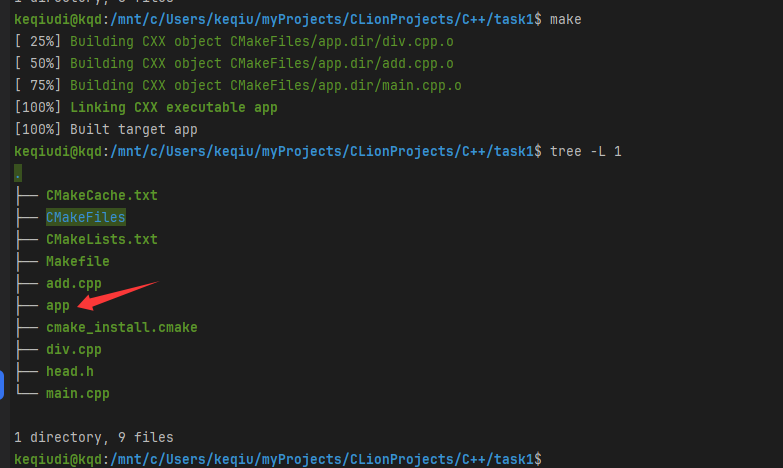 keqiudi@kqd:/mnt/c/Users/keqiu/myProjects/CLionProjects/C++/task1$ make
[ 25%] Building CXX object CMakeFiles/app.dir/div.cpp.o
[ 50%] Building CXX object CMakeFiles/app.dir/add.cpp.o
[ 75%] Building CXX object CMakeFiles/app.dir/main.cpp.o
[100%] Linking CXX executable app
[100%] Built target app
keqiudi@kqd:/mnt/c/Users/keqiu/myProjects/CLionProjects/C++/task1$ tree -L 1
.
├── CMakeCache.txt
├── CMakeFiles
├── CMakeLists.txt
├── Makefile
├── add.cpp
├── app
├── cmake_install.cmake
├── div.cpp
├── head.h
└── main.cpp
1 directory, 9 files
keqiudi@kqd:/mnt/c/Users/keqiu/myProjects/CLionProjects/C++/task1$